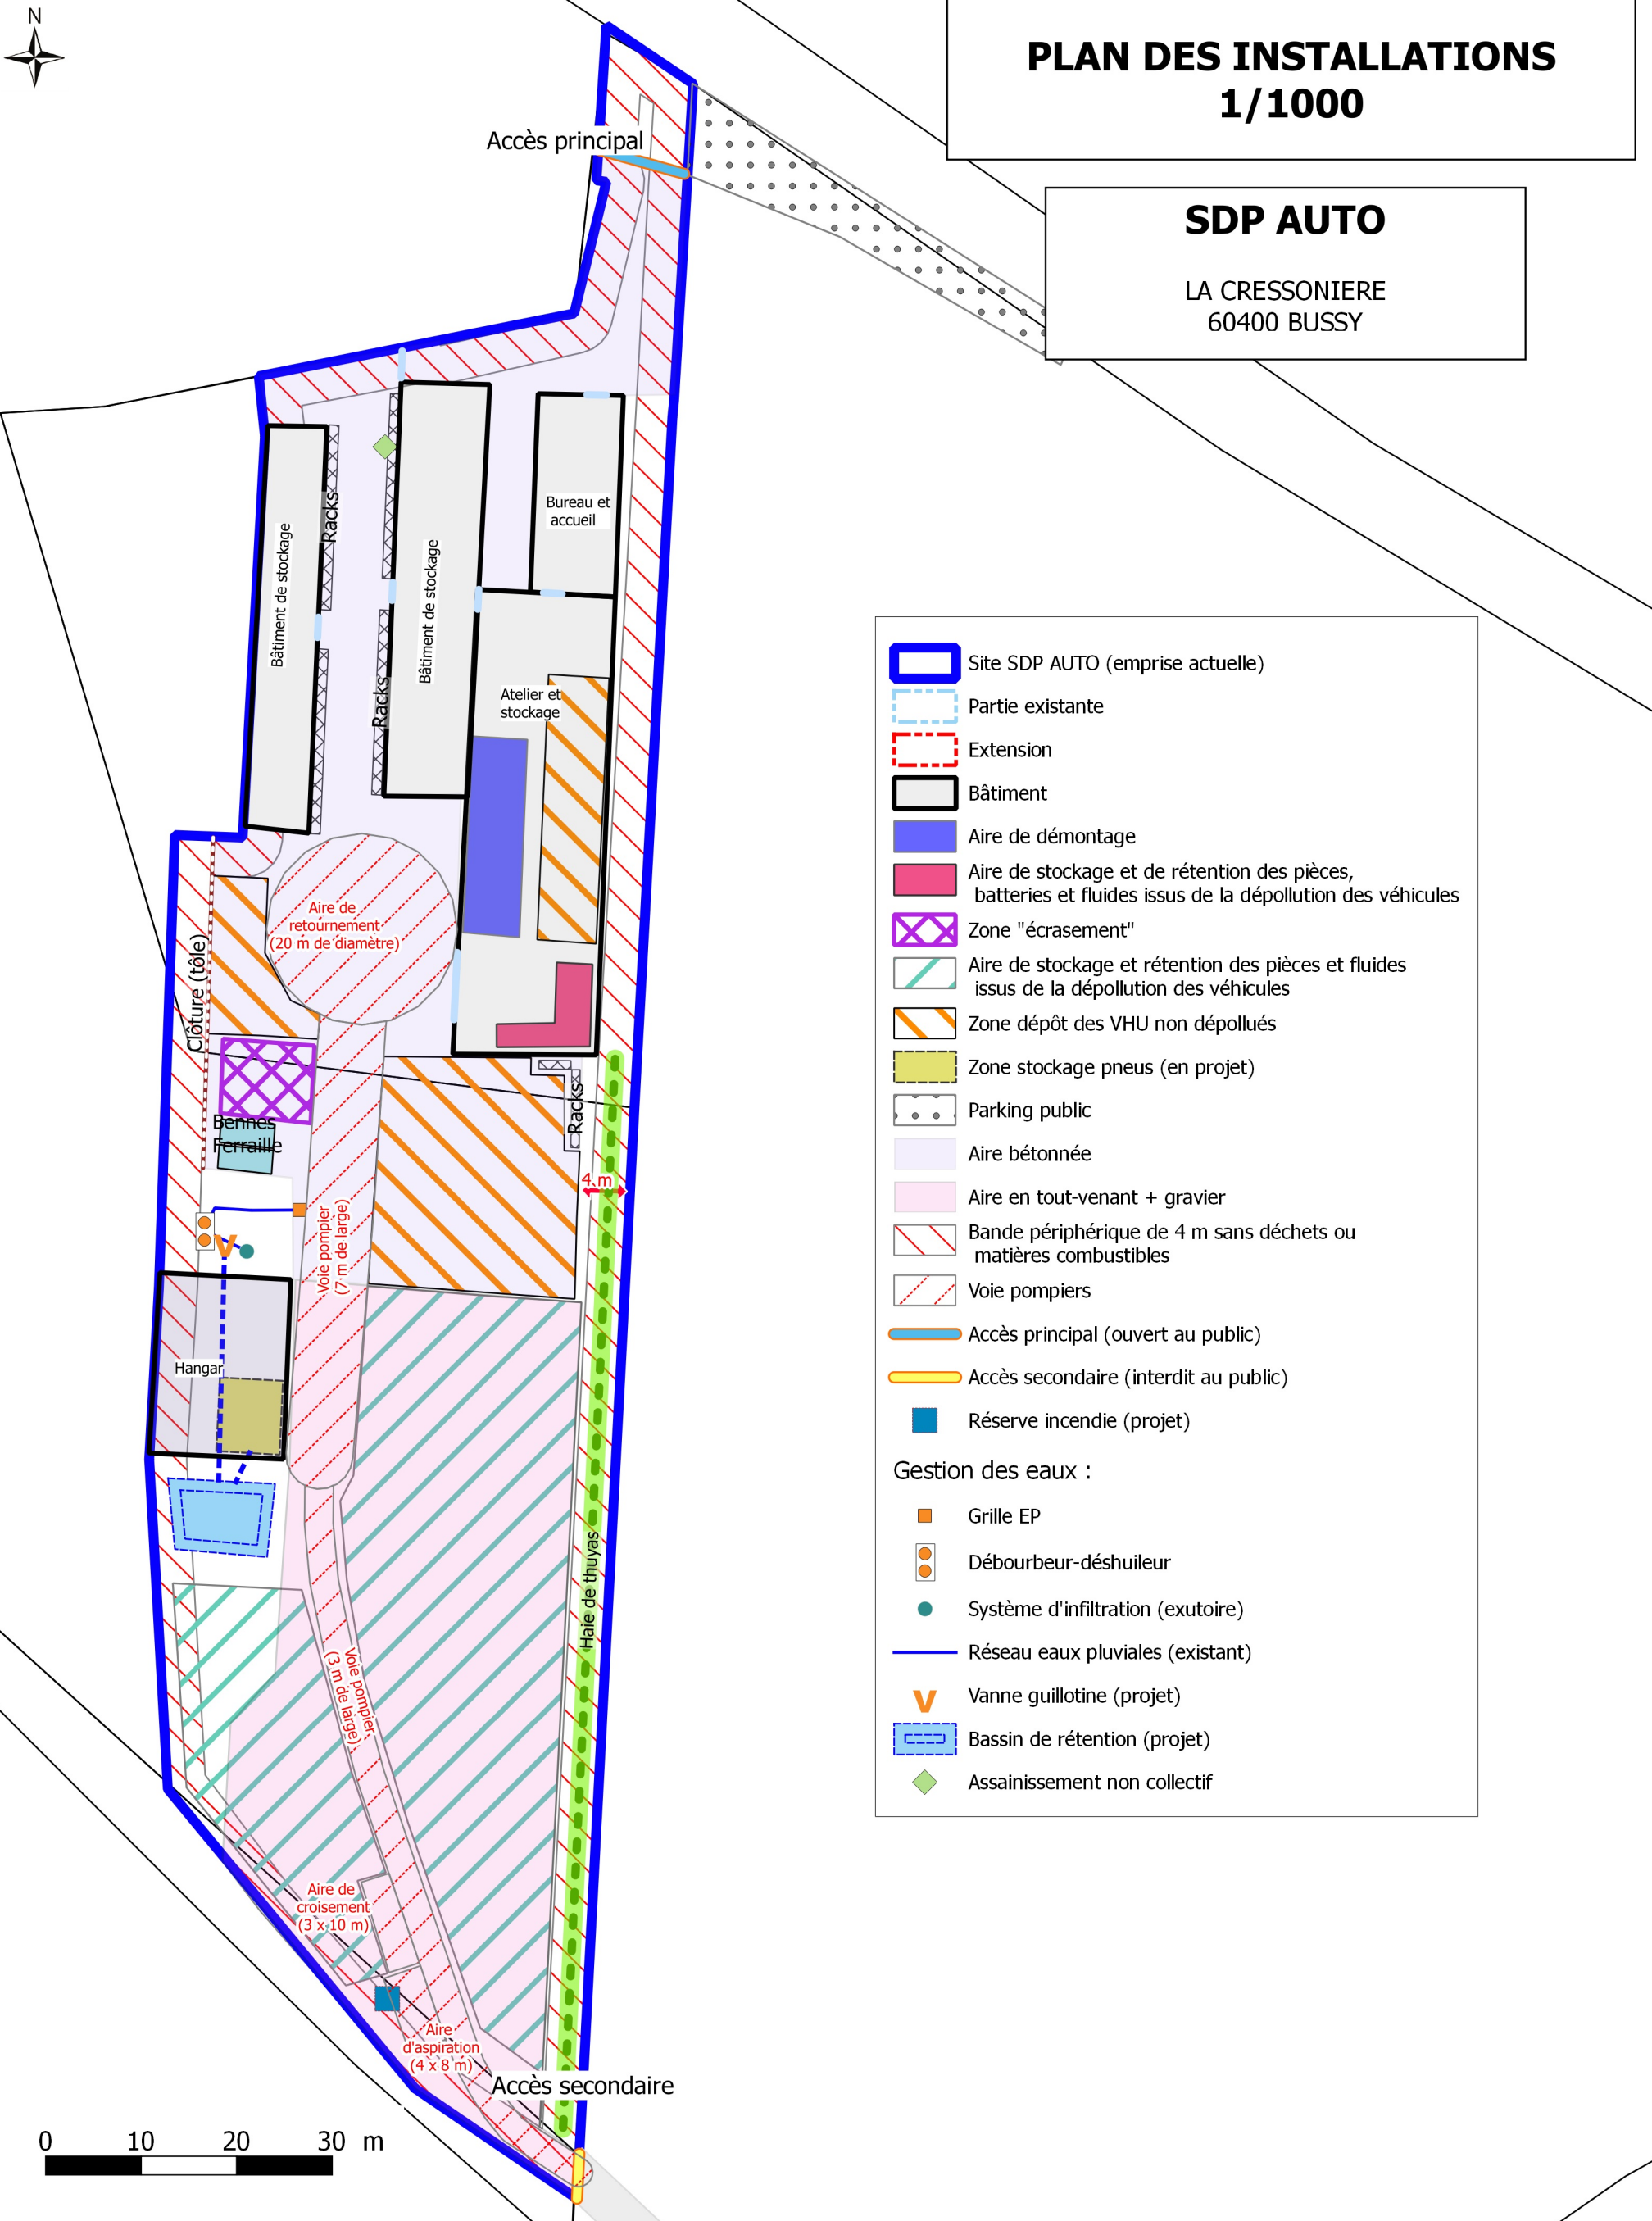 N
PLAN DES INSTALLATIONS
1/1000
SDP AUTO
LA CRESSONIERE
60400 BUSSY
Accès principal
Bureau et
accueil
Racks
Bâtiment de stockage
Bâtiment de stockage
Racks
Atelier et
stockage
Aire de
retournement
(20 m de diamètre)
Clôture (tôle)
Racks
Bennes
Ferraille
4 m
Voie pompier
(7 m de large)
Hangar
Haie de thuyas
Voie pompier
(3 m de large)
Aire de
croisement
(3 x 10 m)
Aire
d'aspiration
(4 x 8 m)
Accès secondaire
0 10 20 30 m
Site SDP AUTO (emprise actuelle)
Partie existante
Extension
Bâtiment
Aire de démontage
Aire de stockage et de rétention des pièces,
batteries et fluides issus de la dépollution des véhicules
Zone "écrasement"
Aire de stockage et rétention des pièces et fluides
issus de la dépollution des véhicules
Zone dépôt des VHU non dépollués
Zone stockage pneus (en projet)
Parking public
Aire bétonnée
Aire en tout-venant + gravier
Bande périphérique de 4 m sans déchets ou
matières combustibles
Voie pompiers
Accès principal (ouvert au public)
Accès secondaire (interdit au public)
Réserve incendie (projet)
Gestion des eaux :
Grille EP
Débourbeur-déshuileur
Système d'infiltration (exutoire)
Réseau eaux pluviales (existant)
V
Vanne guillotine (projet)
Bassin de rétention (projet)
Assainissement non collectif
V